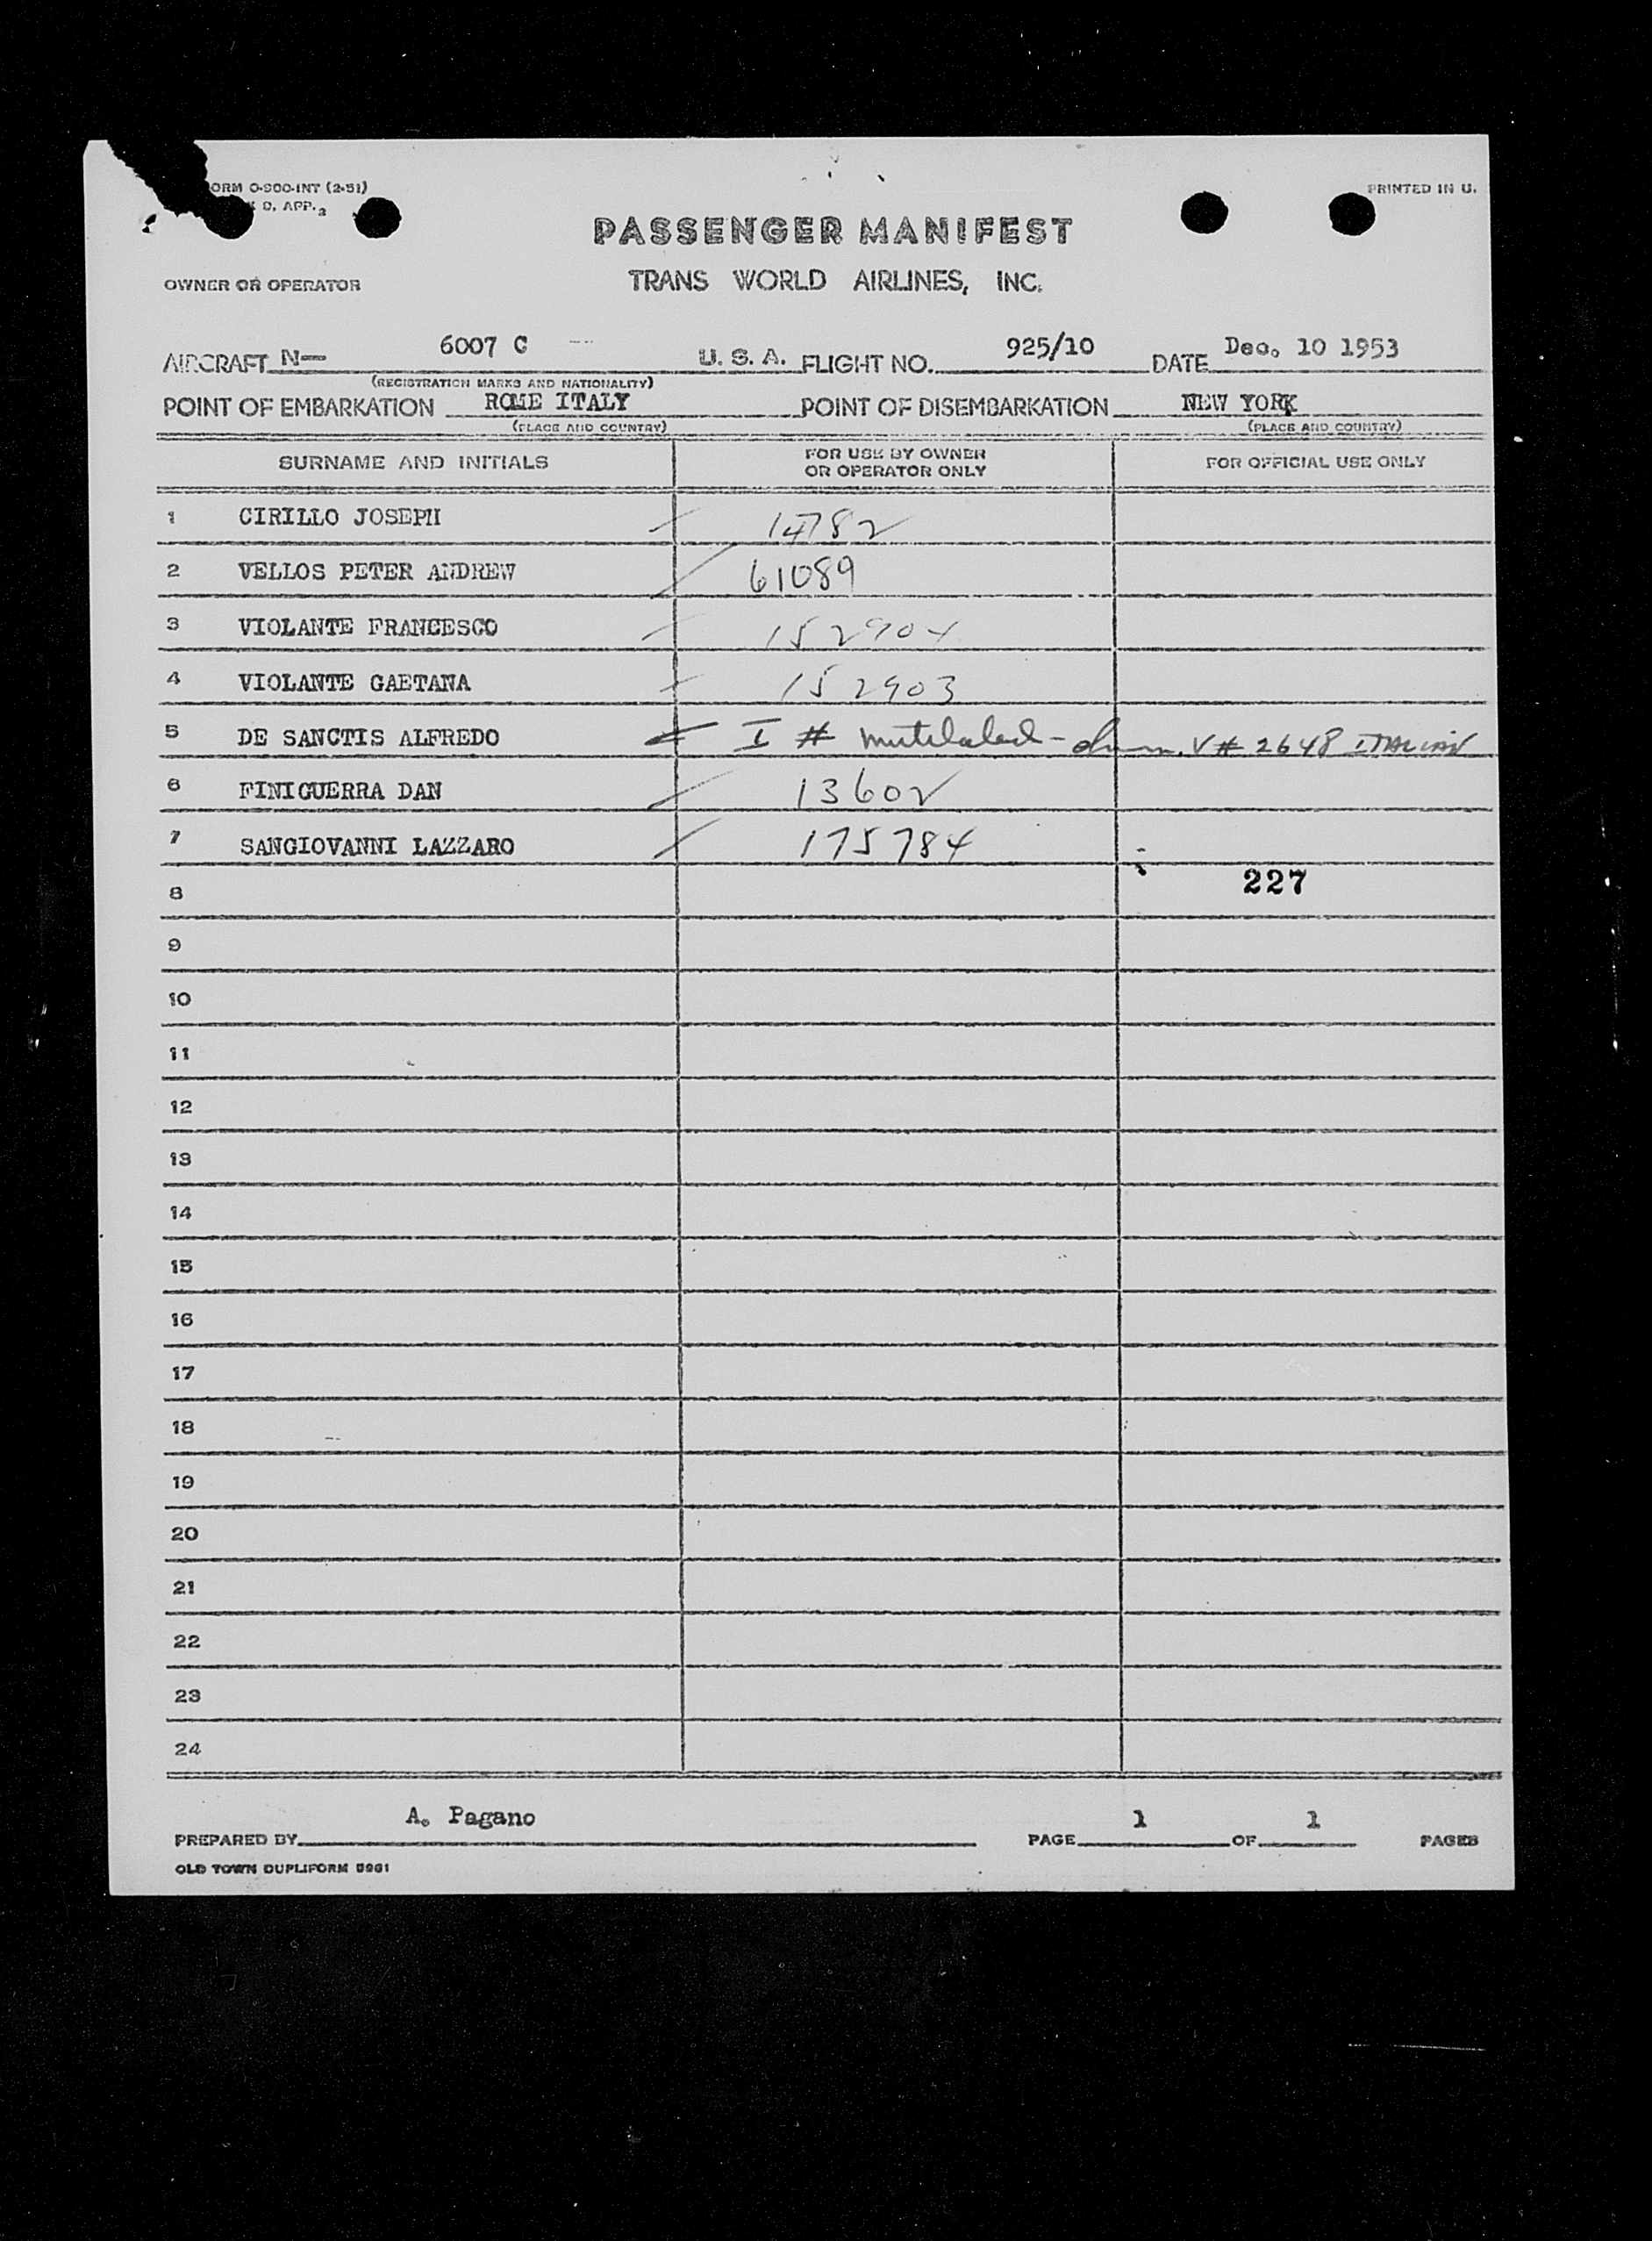 ORM O-900-INT (2-51)
D. APP. 2
PRINTED IN U.
PASSENGER MANIFEST
OWNER OR OPERATOR
TRANS WORLD AIRLINES, INC.
AIRCRAFT N— 6007 C U. S. A. FLIGHT NO. 925/10 DATE Dec. 10 1953
(REGISTRATION MARKS AND NATIONALITY)
POINT OF EMBARKATION ROME ITALY POINT OF DISEMBARKATION NEW YORK
(PLACE AND COUNTRY) (PLACE AND COUNTRY)
SURNAME AND INITIALS FOR USE BY OWNER OR OPERATOR ONLY FOR OFFICIAL USE ONLY
1 CIRILLO JOSEPH 14782
2 VELLOS PETER ANDREW 61089
3 VIOLANTE FRANCESCO 152904
4 VIOLANTE GAETANA 152903
5 DE SANCTIS ALFREDO I # mutilated - V # 2648 ITALIAN
6 FINIGUERRA DAN 13602
7 SANGIOVANNI LAZZARO 175784
8 227
9
10
11
12
13
14
15
16
17
18
19
20
21
22
23
24
PREPARED BY A. Pagano PAGE 1 OF 1 PAGES
OLD TOWN DUPLIFORM